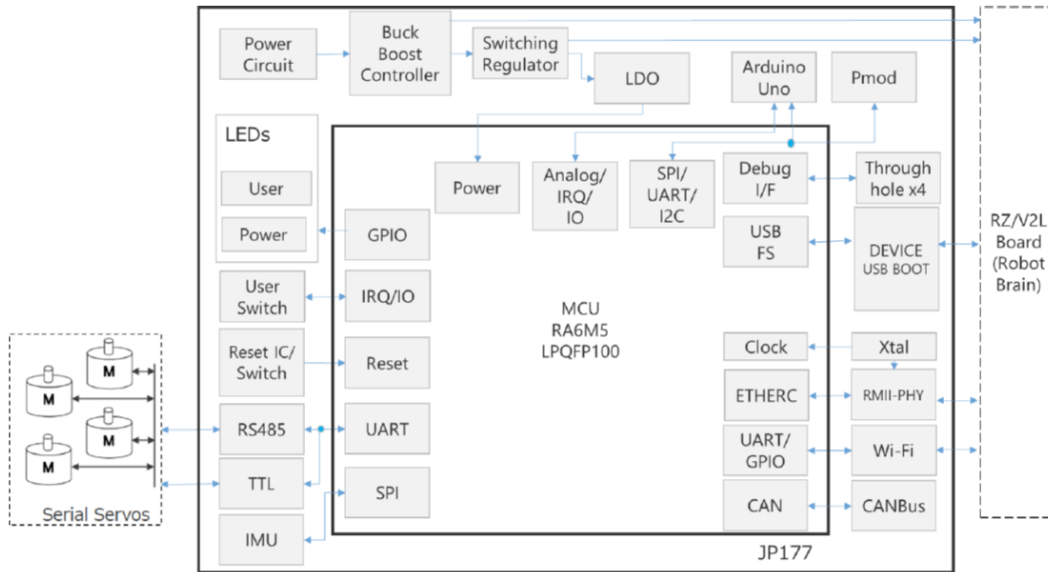 Power
Circuit
Buck
Boost
Controller
Switching
Regulator
LDO
Arduino
Uno
Pmod
LEDs
User
Power
Power
Analog/
IRQ/
IO
SPI/
UART/
I2C
Debug
I/F
Through
hole x4
GPIO
USB
FS
DEVICE
USB BOOT
RZ/V2L
Board
(Robot
Brain)
User
Switch
IRQ/IO
MCU
RA6M5
LPQFP100
Reset IC/
Switch
Reset
Clock
Xtal
ETHERC
RMII-PHY
M
M
M
M
Serial Servos
RS485
UART
UART/
GPIO
Wi-Fi
TTL
SPI
CAN
CANBus
IMU
JP177